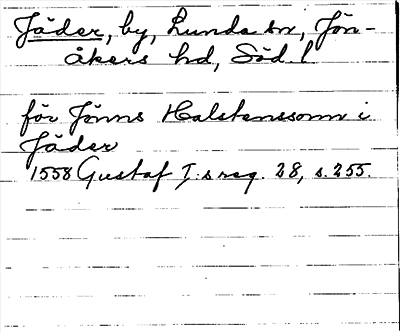 Jäder, by, Lunda sn, Jön-
åkers hd, Söd. l
för Jönns Halstenssonn i
Jäder
1558 Gustaf I:s reg. 28, s. 255.